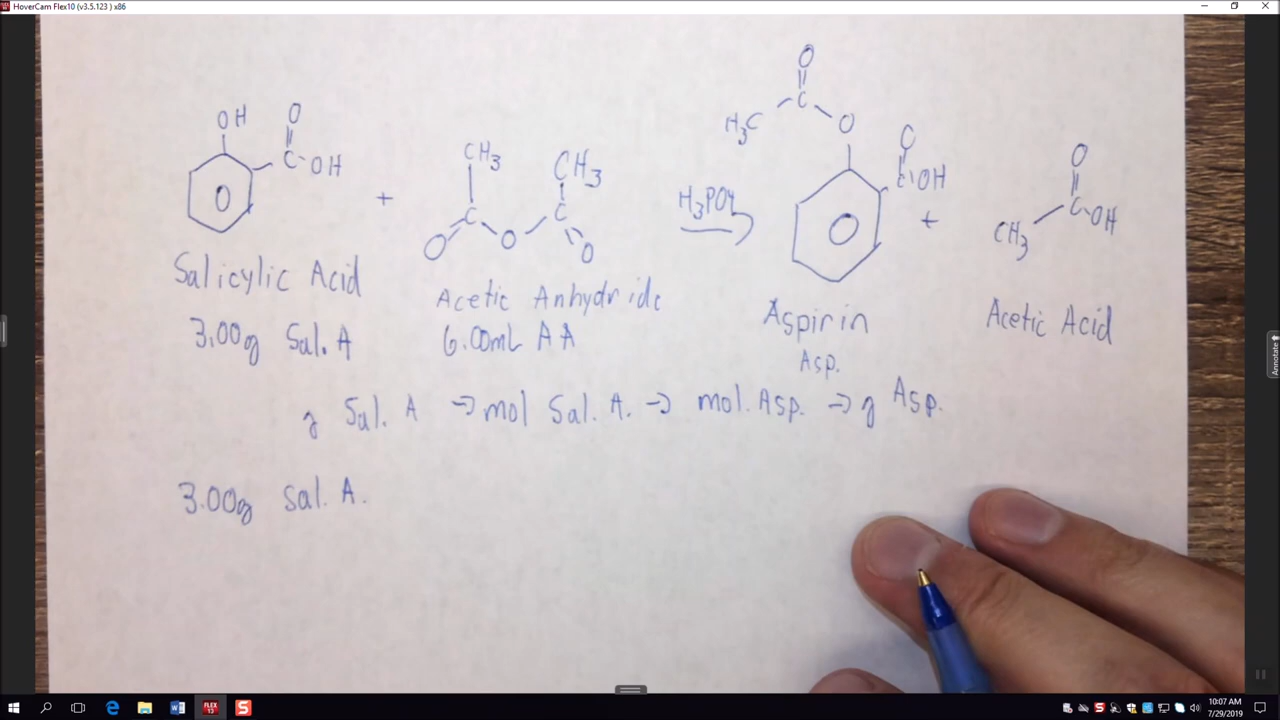 HoverCam Flex10 (v3.5.123 ) x86
O
O
OH
O
C OH
CH3
CH3
C
C
O
O
O
+
H3PO4
H3C
C
O
O
C OH
+
O
C OH
CH3
Salicylic Acid
Acetic Anhydride
Aspirin
Acetic Acid
3.00g Sal. A
6.00mL AA
Asp.
g Sal. A → mol Sal. A. → mol. Asp. → g Asp.
3.00g Sal. A.
Annotate
10:07 AM
7/29/2019